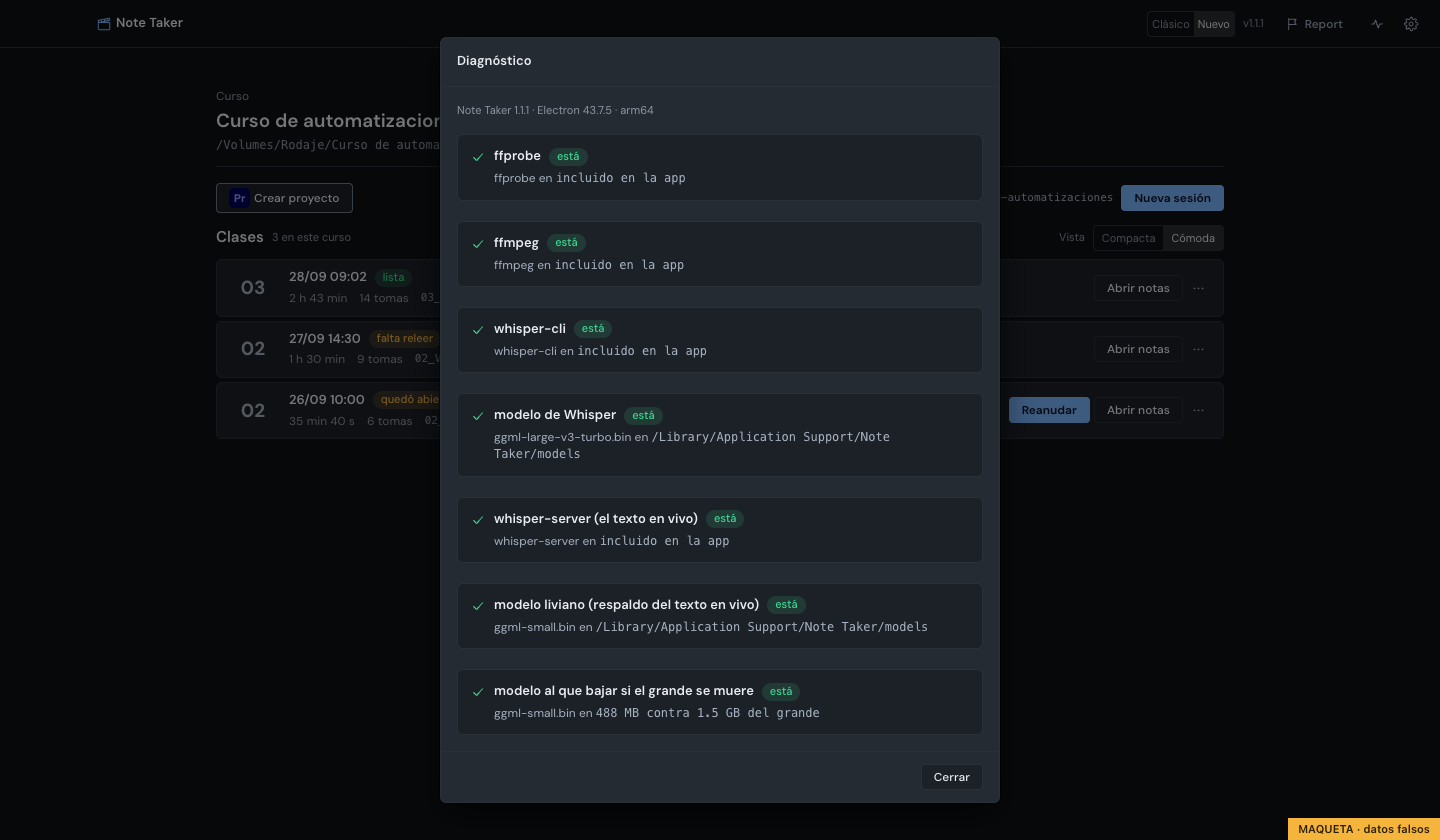 Note Taker
Clásico Nuevo v1.1.1 Report
Diagnóstico
Note Taker 1.1.1 · Electron 43.7.5 · arm64
ffprobe está
ffprobe en incluido en la app
ffmpeg está
ffmpeg en incluido en la app
whisper-cli está
whisper-cli en incluido en la app
modelo de Whisper está
ggml-large-v3-turbo.bin en /Library/Application Support/Note
Taker/models
whisper-server (el texto en vivo) está
whisper-server en incluido en la app
modelo liviano (respaldo del texto en vivo) está
ggml-small.bin en /Library/Application Support/Note Taker/models
modelo al que bajar si el grande se muere está
ggml-small.bin en 488 MB contra 1.5 GB del grande
Cerrar
Curso
Curso de automatizacion
/Volumes/Rodaje/Curso de automa
Pr Crear proyecto
-automatizaciones Nueva sesión
Clases 3 en este curso
Vista Compacta Cómoda
03 28/09 09:02 lista
2 h 43 min 14 tomas 03_
Abrir notas ···
02 27/09 14:30 falta releer
1 h 30 min 9 tomas 02_V
Abrir notas ···
02 26/09 10:00 quedó abie
35 min 40 s 6 tomas 02_
Reanudar Abrir notas ···
MAQUETA · datos falsos